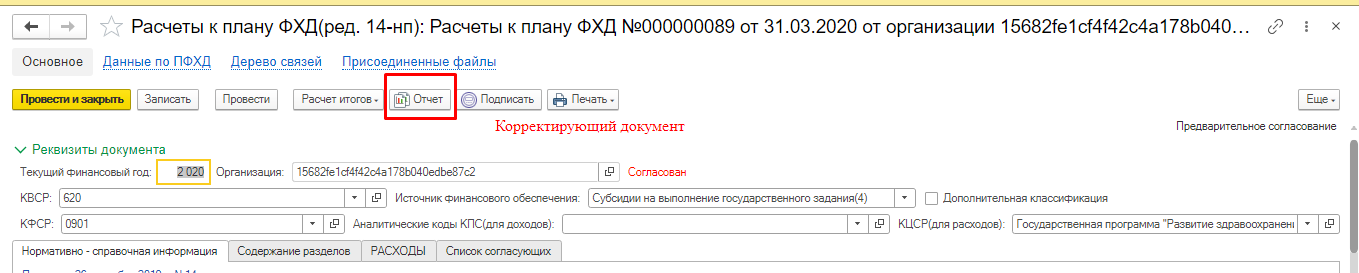 Расчеты к плану ФХД(ред. 14-нп): Расчеты к плану ФХД №000000089 от 31.03.2020 от организации 15682fe1cf4f42c4a178b040...
Основное Данные по ПФХД Дерево связей Присоединенные файлы
Провести и закрыть Записать Провести Расчет итогов Отчет Подписать Печать Еще
Корректирующий документ
Предварительное согласование
Реквизиты документа
Текущий финансовый год: 2 020 Организация: 15682fe1cf4f42c4a178b040edbe87c2 Согласован
КВСР: 620 Источник финансового обеспечения: Субсидии на выполнение государственного задания(4) Дополнительная классификация
КФСР: 0901 Аналитические коды КПС(для доходов): КЦСР(для расходов): Государственная программа "Развитие здравоохранени
Нормативно - справочная информация Содержание разделов РАСХОДЫ Список согласующих